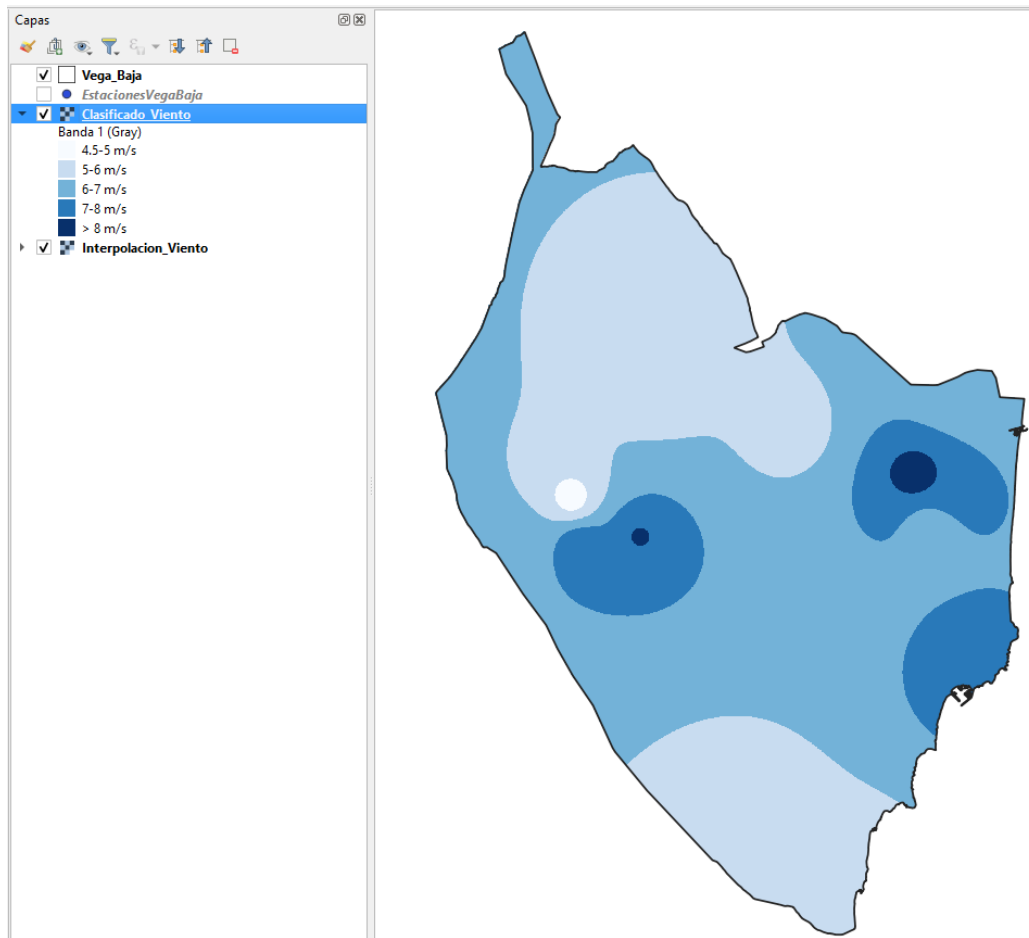 Capas
Vega_Baja
EstacionesVegaBaja
Clasificado_Viento
Banda 1 (Gray)
4.5-5 m/s
5-6 m/s
6-7 m/s
7-8 m/s
> 8 m/s
Interpolacion_Viento